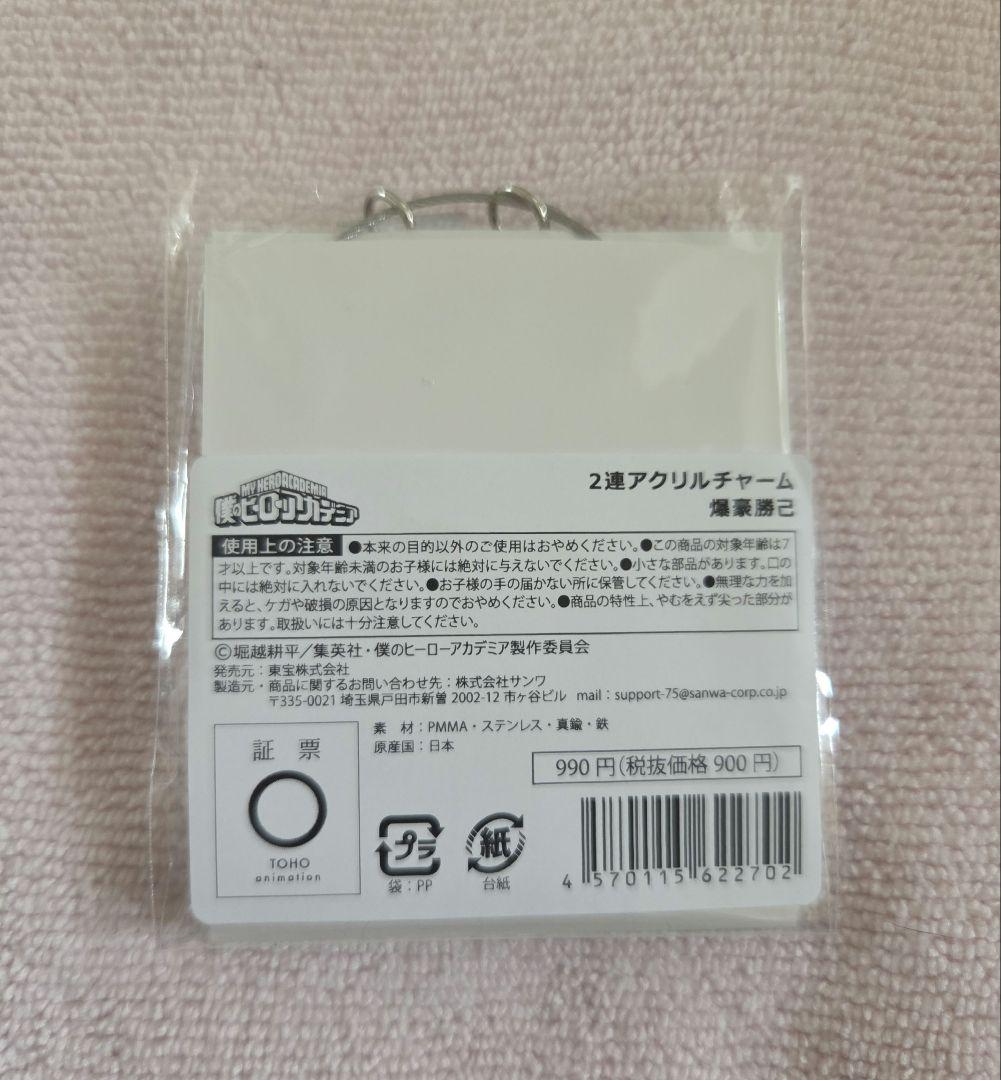 MY HERO ACADEMIA
僕のヒーローアカデミア
2連アクリルチャーム
爆豪勝己
使用上の注意 ●本来の目的以外のご使用はおやめください。●この商品の対象年齢は7
才以上です。対象年齢未満のお子様には絶対に与えないでください。●小さな部品があります。口の
中には絶対に入れないでください。●お子様の手の届かない所に保管してください。●無理な力を加
えると、ケガや破損の原因となりますのでおやめください。●商品の特性上、やむをえず尖った部分が
あります。取扱いには十分注意してください。
©堀越耕平／集英社・僕のヒーローアカデミア製作委員会
発売元：東宝株式会社
製造元・商品に関するお問い合わせ先：株式会社サンワ
〒335-0021 埼玉県戸田市新曽 2002-12 市ヶ谷ビル mail：support-75@sanwa-corp.co.jp
素 材：PMMA・ステンレス・真鍮・鉄
原産国：日本
990 円（税抜価格 900 円）
証 票
TOHO
animation
プラ
袋：PP
紙
台紙
4 570115 622702